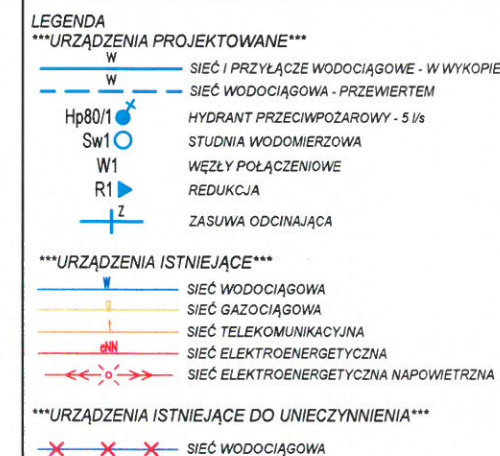 LEGENDA
***URZĄDZENIA PROJEKTOWANE***
W SIEĆ I PRZYŁĄCZE WODOCIĄGOWE - W WYKOPIE
W SIEĆ WODOCIĄGOWA - PRZEWIERTEM
Hp80/1 HYDRANT PRZECIWPOŻAROWY - 5 l/s
Sw1 STUDNIA WODOMIERZOWA
W1 WĘZŁY POŁĄCZENIOWE
R1 REDUKCJA
Z ZASUWA ODCINAJĄCA
***URZĄDZENIA ISTNIEJĄCE***
W SIEĆ WODOCIĄGOWA
g SIEĆ GAZOCIĄGOWA
t SIEĆ TELEKOMUNIKACYJNA
eNN SIEĆ ELEKTROENERGETYCZNA
SIEĆ ELEKTROENERGETYCZNA NAPOWIETRZNA
***URZĄDZENIA ISTNIEJĄCE DO UNIECZYNNIENIA***
SIEĆ WODOCIĄGOWA